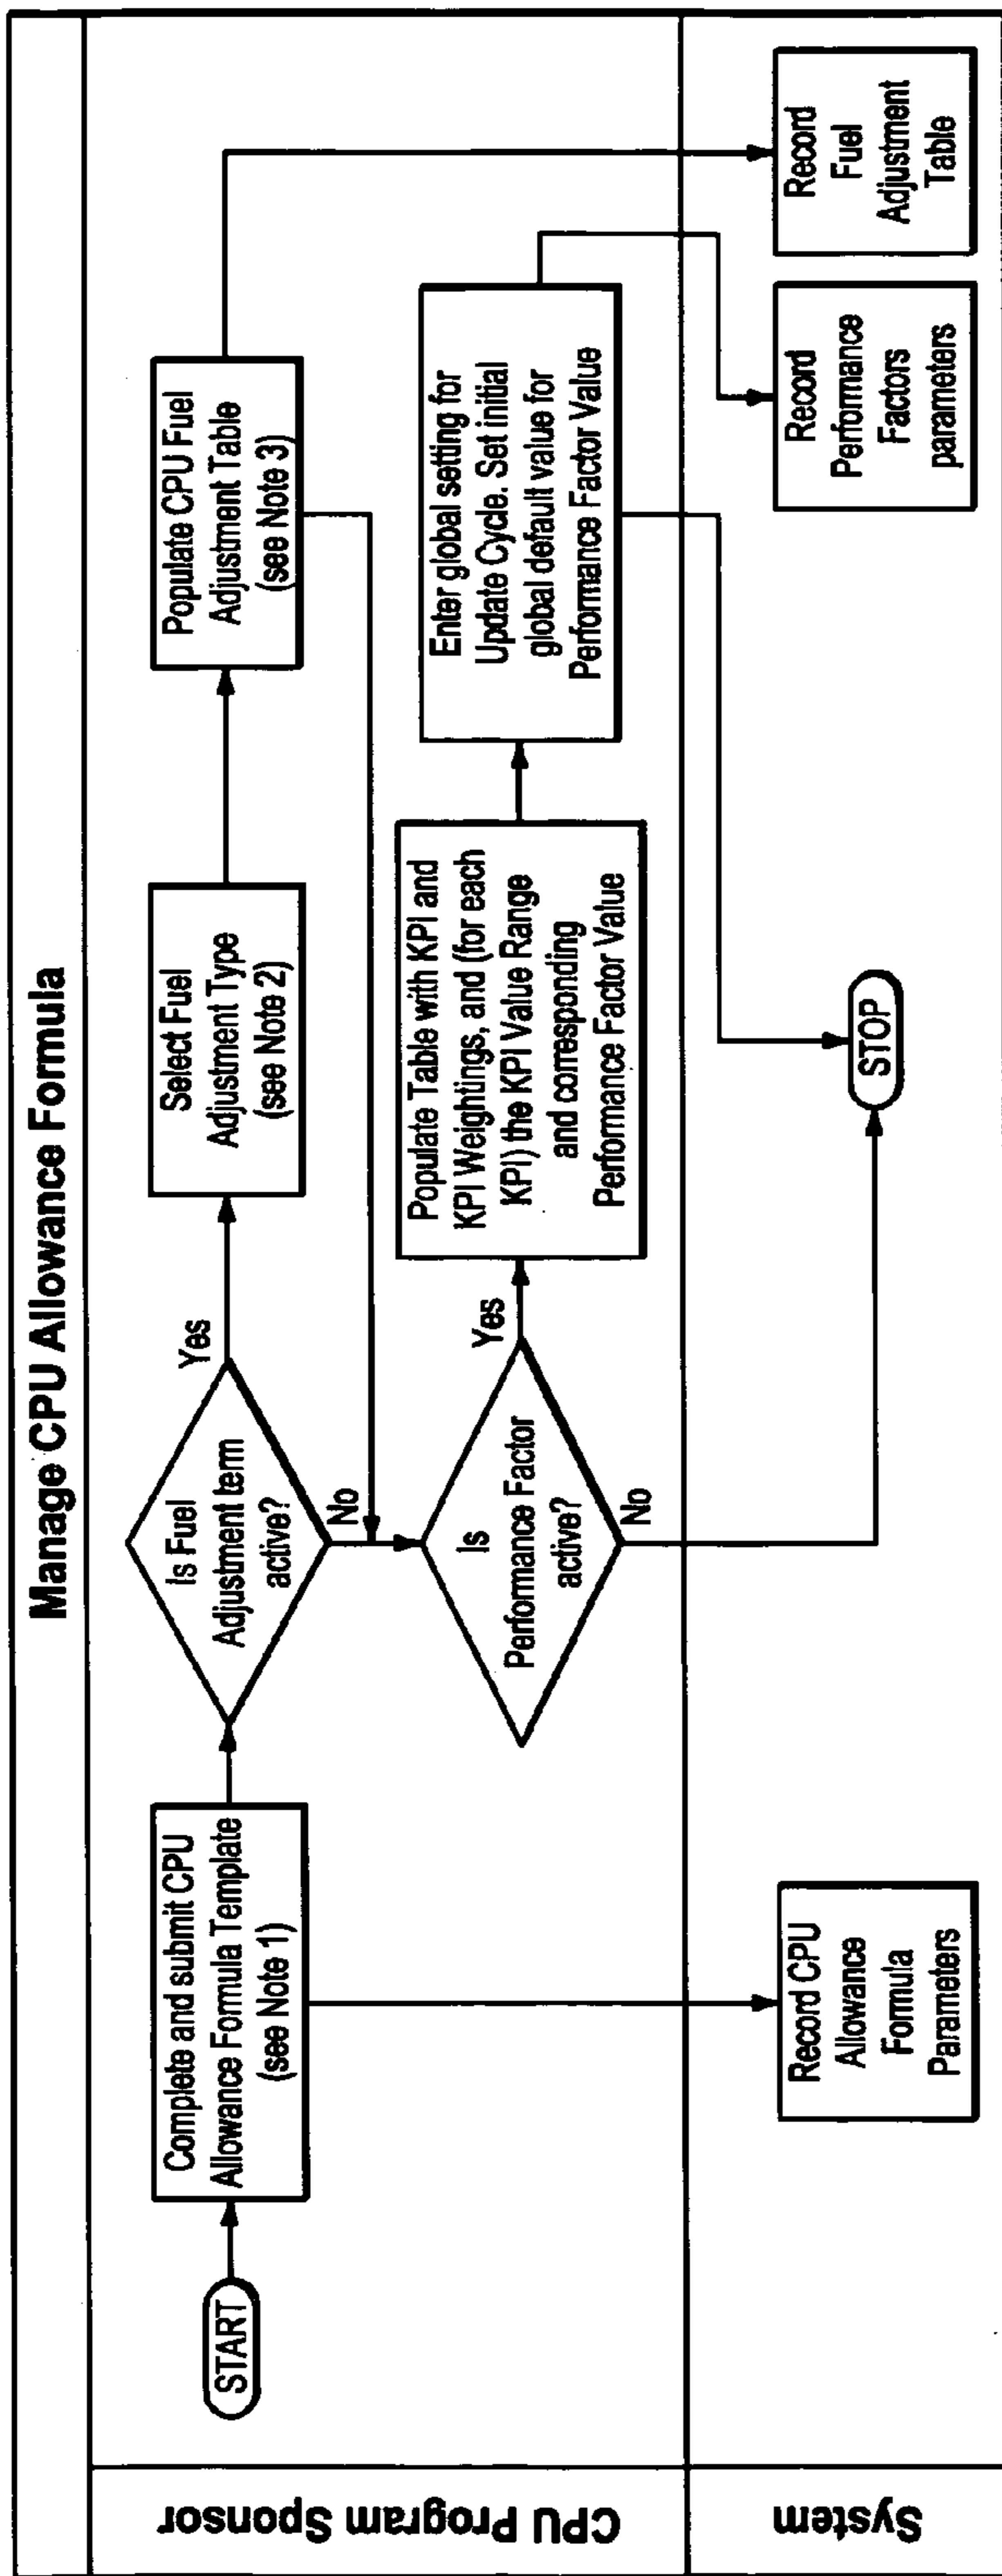 Manage CPU Allowance Formula
CPU Program Sponsor
START
Complete and submit CPU
Allowance Formula Template
(see Note 1)
Is Fuel
Adjustment term
active?
Yes
No
Select Fuel
Adjustment Type
(see Note 2)
Populate CPU Fuel
Adjustment Table
(see Note 3)
Is
Performance Factor
active?
Yes
No
Populate Table with KPI and
KPI Weightings, and (for each
KPI) the KPI Value Range
and corresponding
Performance Factor Value
Enter global setting for
Update Cycle. Set initial
global default value for
Performance Factor Value
System
Record CPU
Allowance
Formula
Parameters
STOP
Record
Performance
Factors
parameters
Record
Fuel
Adjustment
Table